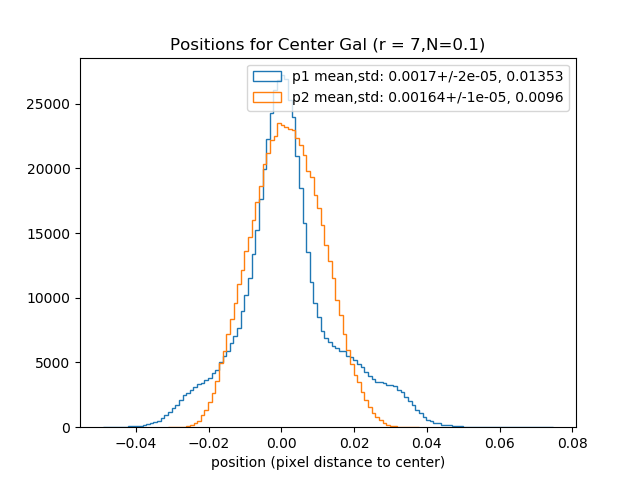 Positions for Center Gal (r = 7,N=0.1)
p1 mean,std: 0.0017+/-2e-05, 0.01353
p2 mean,std: 0.00164+/-1e-05, 0.0096
25000
20000
15000
10000
5000
0
−0.04 −0.02 0.00 0.02 0.04 0.06 0.08
position (pixel distance to center)